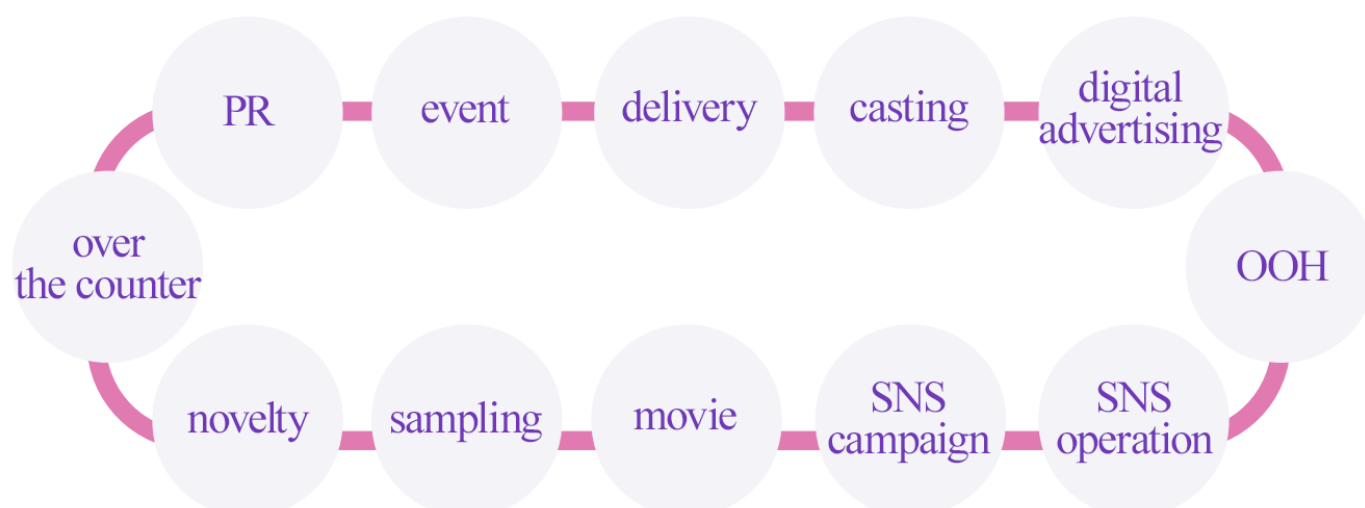 PR
event
delivery
casting
digital
advertising
over
the counter
OOH
novelty
sampling
movie
SNS
campaign
SNS
operation